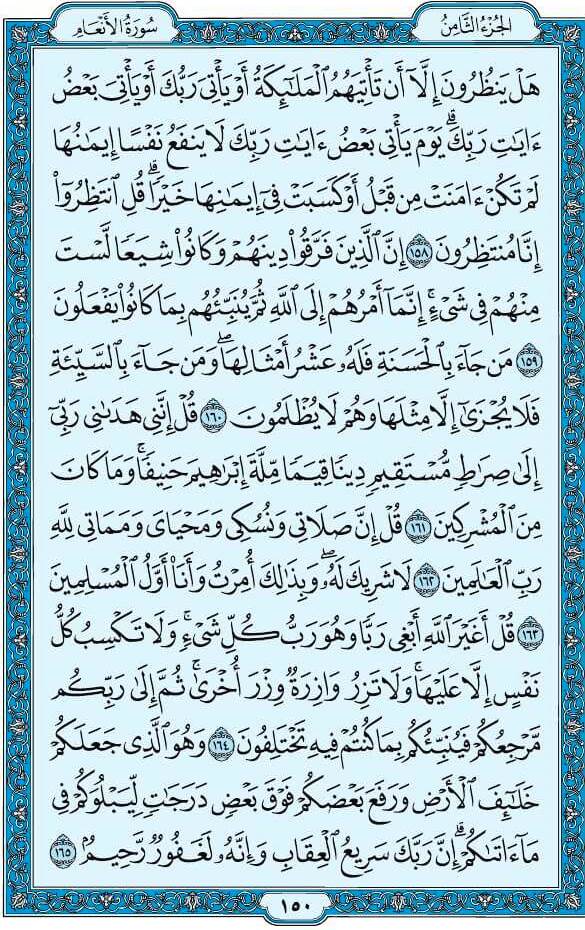 الجُزْءُ الثَّامِنُ
سُورَةُ الأَنْعَامِ
هَلْ يَنظُرُونَ إِلَّآ أَن تَأْتِيَهُمُ ٱلْمَلَٰٓئِكَةُ أَوْ يَأْتِىَ رَبُّكَ أَوْ يَأْتِىَ بَعْضُ
ءَايَٰتِ رَبِّكَ ۗ يَوْمَ يَأْتِى بَعْضُ ءَايَٰتِ رَبِّكَ لَا يَنفَعُ نَفْسًا إِيمَٰنُهَا
لَمْ تَكُنْ ءَامَنَتْ مِن قَبْلُ أَوْ كَسَبَتْ فِىٓ إِيمَٰنِهَا خَيْرًا ۗ قُلِ ٱنتَظِرُوٓا۟
إِنَّا مُنتَظِرُونَ ١٥٨ إِنَّ ٱلَّذِينَ فَرَّقُوا۟ دِينَهُمْ وَكَانُوا۟ شِيَعًا لَّسْتَ
مِنْهُمْ فِى شَىْءٍ ۚ إِنَّمَآ أَمْرُهُمْ إِلَى ٱللَّهِ ثُمَّ يُنَبِّئُهُم بِمَا كَانُوا۟ يَفْعَلُونَ
١٥٩ مَن جَآءَ بِٱلْحَسَنَةِ فَلَهُۥ عَشْرُ أَمْثَالِهَا ۖ وَمَن جَآءَ بِٱلسَّيِّئَةِ
فَلَا يُجْزَىٰٓ إِلَّا مِثْلَهَا وَهُمْ لَا يُظْلَمُونَ ١٦٠ قُلْ إِنَّنِى هَدَىٰنِى رَبِّىٓ
إِلَىٰ صِرَٰطٍ مُّسْتَقِيمٍ دِينًا قِيَمًا مِّلَّةَ إِبْرَٰهِيمَ حَنِيفًا ۚ وَمَا كَانَ
مِنَ ٱلْمُشْرِكِينَ ١٦١ قُلْ إِنَّ صَلَاتِى وَنُسُكِى وَمَحْيَاىَ وَمَمَاتِى لِلَّهِ
رَبِّ ٱلْعَٰلَمِينَ ١٦٢ لَا شَرِيكَ لَهُۥ ۖ وَبِذَٰلِكَ أُمِرْتُ وَأَنَا۠ أَوَّلُ ٱلْمُسْلِمِينَ
١٦٣ قُلْ أَغَيْرَ ٱللَّهِ أَبْغِى رَبًّا وَهُوَ رَبُّ كُلِّ شَىْءٍ ۚ وَلَا تَكْسِبُ كُلُّ
نَفْسٍ إِلَّا عَلَيْهَا ۚ وَلَا تَزِرُ وَازِرَةٌ وِزْرَ أُخْرَىٰ ۚ ثُمَّ إِلَىٰ رَبِّكُم
مَّرْجِعُكُمْ فَيُنَبِّئُكُم بِمَا كُنتُمْ فِيهِ تَخْتَلِفُونَ ١٦٤ وَهُوَ ٱلَّذِى جَعَلَكُمْ
خَلَٰٓئِفَ ٱلْأَرْضِ وَرَفَعَ بَعْضَكُمْ فَوْقَ بَعْضٍ دَرَجَٰتٍ لِّيَبْلُوَكُمْ فِى
مَآ ءَاتَىٰكُمْ ۗ إِنَّ رَبَّكَ سَرِيعُ ٱلْعِقَابِ وَإِنَّهُۥ لَغَفُورٌ رَّحِيمٌۢ ١٦٥
١٥٠